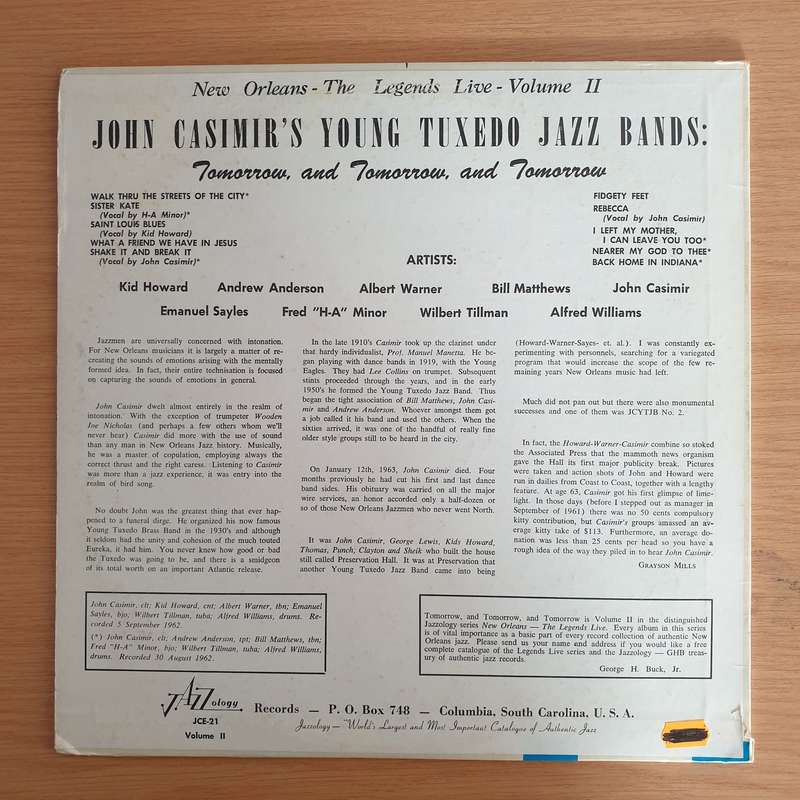 New Orleans - The Legends Live - Volume II
JOHN CASIMIR'S YOUNG TUXEDO JAZZ BANDS:
Tomorrow, and Tomorrow, and Tomorrow
WALK THRU THE STREETS OF THE CITY*
SISTER KATE
(Vocal by H-A Minor)*
SAINT LOUIS BLUES
(Vocal by Kid Howard)
WHAT A FRIEND WE HAVE IN JESUS
SHAKE IT AND BREAK IT
(Vocal by John Casimir)*
FIDGETY FEET
REBECCA
(Vocal by John Casimir)
I LEFT MY MOTHER,
I CAN LEAVE YOU TOO*
NEARER MY GOD TO THEE*
BACK HOME IN INDIANA*
ARTISTS:
Kid Howard Andrew Anderson Albert Warner Bill Matthews John Casimir
Emanuel Sayles Fred "H-A" Minor Wilbert Tillman Alfred Williams
Jazzmen are universally concerned with intonation.
For New Orleans musicians it is largely a matter of re-
creating the sounds of emotions arising with the mentally
formed idea. In fact, their entire technisation is focused
on capturing the sounds of emotions in general.
John Casimir dwelt almost entirely in the realm of
intonation. With the exception of trumpeter Wooden
Joe Nicholas (and perhaps a few others whom we'll
never hear) Casimir did more with the use of sound
than any man in New Orleans Jazz history. Musically,
he was a master of copulation, employing always the
correct thrust and the right caress. Listening to Casimir
was more than a jazz experience, it was entry into the
realm of bird song.
No doubt John was the greatest thing that ever hap-
pened to a funeral dirge. He organized his now famous
Young Tuxedo Brass Band in the 1930's and although
it seldom had the unity and cohesion of the much touted
Eureka, it had him. You never knew how good or bad
the Tuxedo was going to be, and there is a smidgeon
of its total worth on an important Atlantic release.
In the late 1910's Casimir took up the clarinet under
that hardy individualist, Prof. Manuel Manetta. He be-
gan playing with dance bands in 1919, with the Young
Eagles. They had Lee Collins on trumpet. Subsequent
stints proceeded through the years, and in the early
1950's he formed the Young Tuxedo Jazz Band. Thus
began the tight association of Bill Matthews, John Casi-
mir and Andrew Anderson. Whoever amongst them got
a job called it his band and used the others. When the
sixties arrived, it was one of the handful of really fine
older style groups still to be heard in the city.
On January 12th, 1963, John Casimir died. Four
months previously he had cut his first and last dance
band sides. His obituary was carried on all the major
wire services, an honor accorded only a half-dozen or
so of those New Orleans Jazzmen who never went North.
It was John Casimir, George Lewis, Kids Howard,
Thomas, Punch, Clayton and Sheik who built the house
still called Preservation Hall. It was at Preservation that
another Young Tuxedo Jazz Band came into being
(Howard-Warner-Sayes- et. al.). I was constantly ex-
perimenting with personnels, searching for a variegated
program that would increase the scope of the few re-
maining years New Orleans music had left.
Much did not pan out but there were also monumental
successes and one of them was JCYTJB No. 2.
In fact, the Howard-Warner-Casimir combine so stoked
the Associated Press that the mammoth news organism
gave the Hall its first major publicity break. Pictures
were taken and action shots of John and Howard were
run in dailies from Coast to Coast, together with a lengthy
feature. At age 63, Casimir got his first glimpse of lime-
light. In those days (before I stepped out as manager in
September of 1961) there was no 50 cents compulsory
kitty contribution, but Casimir's groups amassed an av-
erage kitty take of $113. Furthermore, an average do-
nation was less than 25 cents per head so you have a
rough idea of the way they piled in to hear John Casimir.
GRAYSON MILLS
John Casimir, clt; Kid Howard, cnt; Albert Warner, tbn; Emanuel
Sayles, bjo; Wilbert Tillman, tuba; Alfred Williams, drums. Re-
corded 5 September 1962.
(*) John Casimir, clt; Andrew Anderson, tpt; Bill Matthews, tbn;
Fred "H-A" Minor, bjo; Wilbert Tillman, tuba; Alfred Williams,
drums. Recorded 30 August 1962.
Tomorrow, and Tomorrow, and Tomorrow is Volume II in the distinguished
Jazzology series New Orleans — The Legends Live. Every album in this series
is of vital importance as a basic part of every record collection of authentic New
Orleans jazz. Please send us your name and address if you would like a free
complete catalogue of the Legends Live series and the Jazzology — GHB treas-
ury of authentic jazz records.
George H. Buck, Jr.
JAZZology Records — P. O. Box 748 — Columbia, South Carolina, U. S. A.
JCE-21
Volume II
Jazzology — "World's Largest and Most Important Catalogue of Authentic Jazz